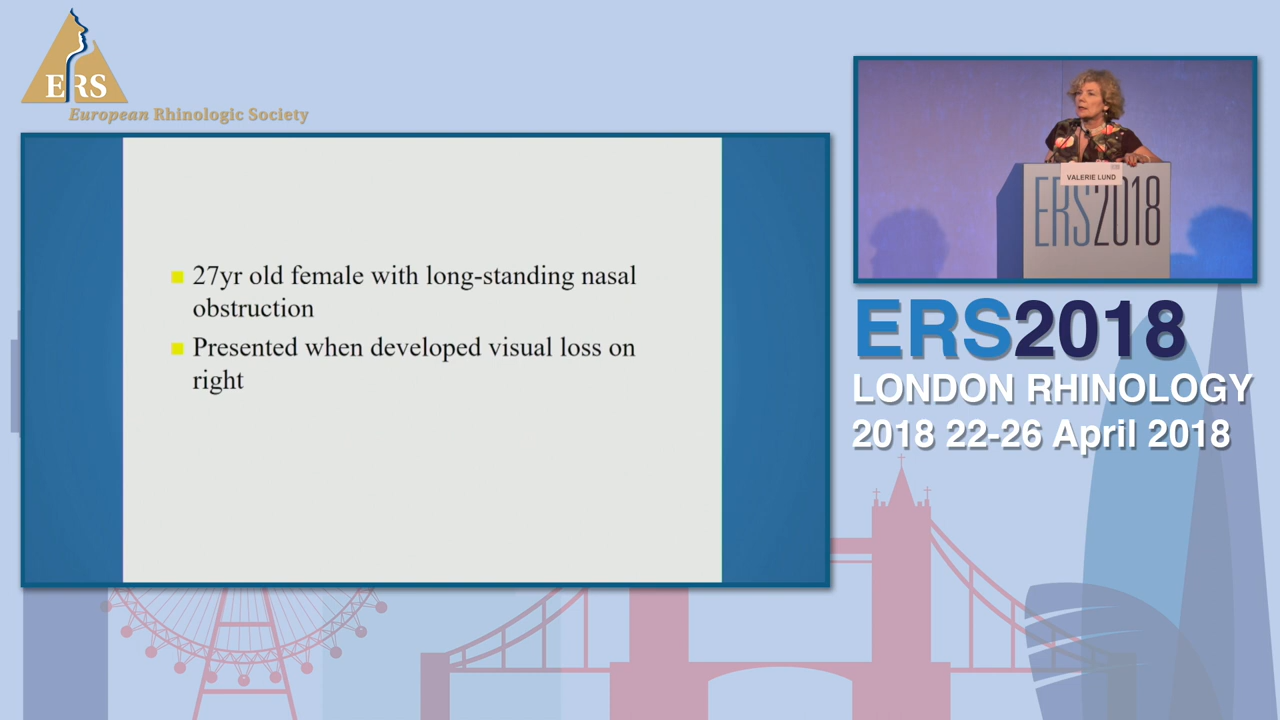 ERS
European Rhinologic Society
27yr old female with long-standing nasal
obstruction
Presented when developed visual loss on
right
VALERIE LUND
ERS2018
ERS2018
LONDON RHINOLOGY
2018 22-26 April 2018